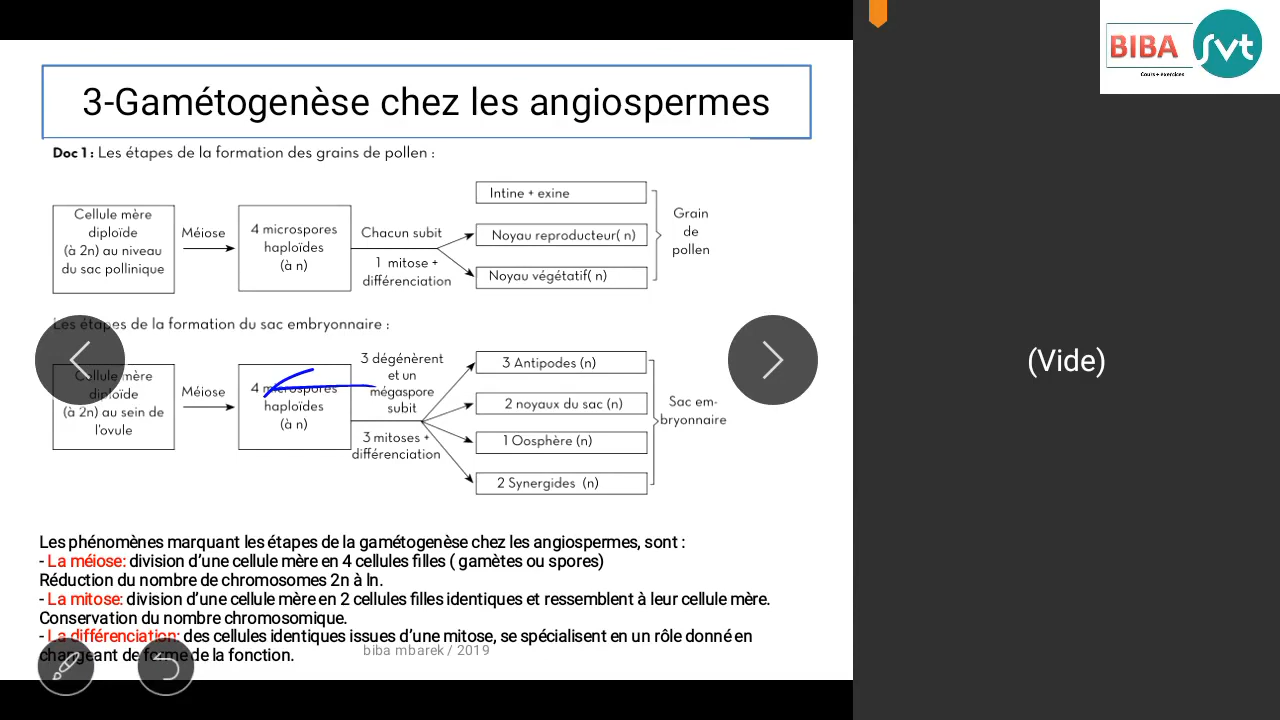 BIBA
svt
Cours + exercices
3-Gamétogenèse chez les angiospermes
Doc 1 : Les étapes de la formation des grains de pollen :
Cellule mère
diploïde
(à 2n) au niveau
du sac pollinique
Méiose
4 microspores
haploïdes
(à n)
Chacun subit
1 mitose +
différenciation
Intine + exine
Noyau reproducteur( n)
Noyau végétatif( n)
Grain
de
pollen
Les étapes de la formation du sac embryonnaire :
Cellule mère
diploïde
(à 2n) au sein de
l'ovule
Méiose
4 microspores
haploïdes
(à n)
3 dégénèrent
et un
mégaspore
subit
3 mitoses +
différenciation
3 Antipodes (n)
2 noyaux du sac (n)
1 Oosphère (n)
2 Synergides (n)
Sac em-
bryonnaire
Les phénomènes marquant les étapes de la gamétogenèse chez les angiospermes, sont :
- La méiose: division d'une cellule mère en 4 cellules filles ( gamètes ou spores)
Réduction du nombre de chromosomes 2n à ln.
- La mitose: division d'une cellule mère en 2 cellules filles identiques et ressemblent à leur cellule mère.
Conservation du nombre chromosomique.
- La différenciation: des cellules identiques issues d'une mitose, se spécialisent en un rôle donné en
changeant de forme de la fonction.
biba mbarek / 2019
(Vide)